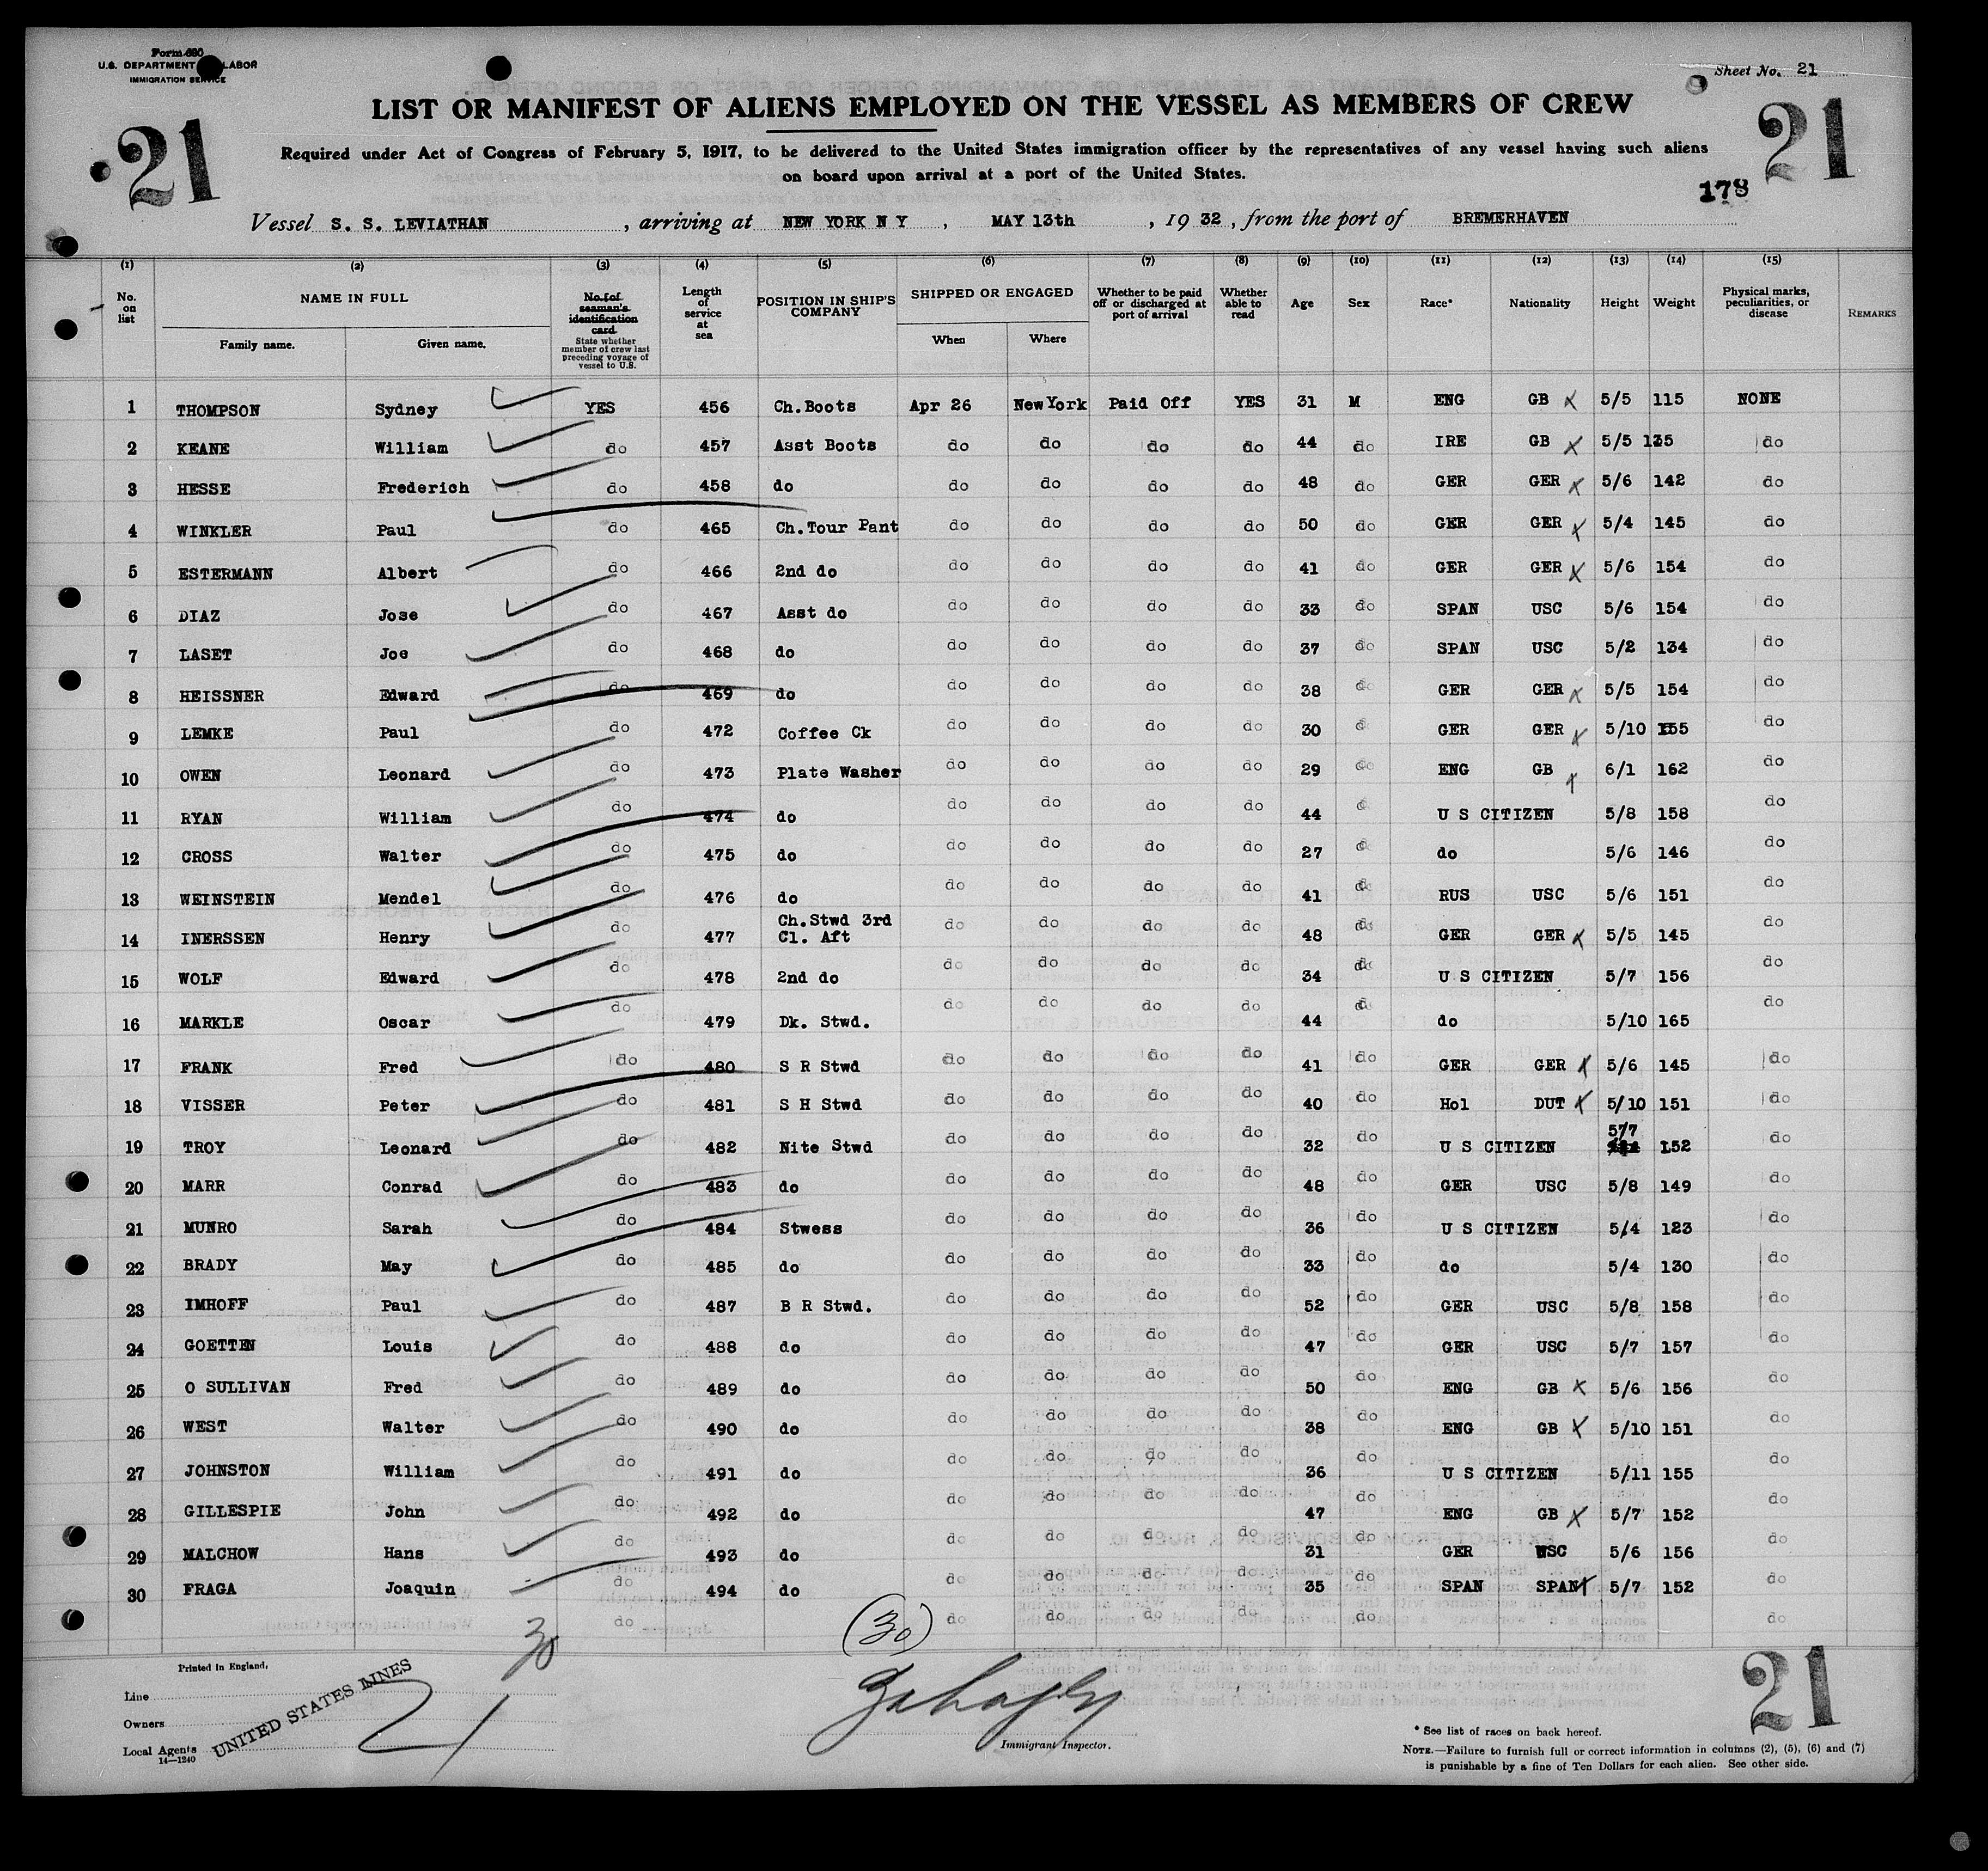 Form 680
U.S. DEPARTMENT LABOR
IMMIGRATION SERVICE
Sheet No. 21
LIST OR MANIFEST OF ALIENS EMPLOYED ON THE VESSEL AS MEMBERS OF CREW
21
21
Required under Act of Congress of February 5, 1917, to be delivered to the United States immigration officer by the representatives of any vessel having such aliens
on board upon arrival at a port of the United States.
178
Vessel S. S. LEVIATHAN , arriving at NEW YORK N Y , MAY 13th , 19 32 , from the port of BREMERHAVEN
(1) (2) (3) (4) (5) (6) (7) (8) (9) (10) (11) (12) (13) (14) (15)
No. on list NAME IN FULL Family name. Given name. No. of seaman's identification card. State whether member of crew last preceding voyage of vessel to U.S. Length of service at sea POSITION IN SHIP'S COMPANY SHIPPED OR ENGAGED When Where Whether to be paid off or discharged at port of arrival Whether able to read Age Sex Race* Nationality Height Weight Physical marks, peculiarities, or disease REMARKS
1 THOMPSON Sydney YES 456 Ch.Boots Apr 26 New York Paid Off YES 31 M ENG GB x 5/5 115 NONE
2 KEANE William do 457 Asst Boots do do do do 44 do IRE GB x 5/5 135 do
3 HESSE Frederich do 458 do do do do do 48 do GER GER x 5/6 142 do
4 WINKLER Paul do 465 Ch.Tour Pant do do do do 50 do GER GER x 5/4 145 do
5 ESTERMANN Albert do 466 2nd do do do do do 41 do GER GER x 5/6 154 do
6 DIAZ Jose do 467 Asst do do do do do 33 do SPAN USC 5/6 154 do
7 LASET Joe do 468 do do do do do 37 do SPAN USC 5/2 134 do
8 HEISSNER Edward do 469 do do do do do 38 do GER GER x 5/5 154 do
9 LEMKE Paul do 472 Coffee Ck do do do do 30 do GER GER x 5/10 155 do
10 OWEN Leonard do 473 Plate Washer do do do do 29 do ENG GB x 6/1 162 do
11 RYAN William do 474 do do do do do 44 do U S CITIZEN 5/8 158 do
12 CROSS Walter do 475 do do do do do 27 do do 5/6 146 do
13 WEINSTEIN Mendel do 476 do do do do do 41 do RUS USC 5/6 151 do
14 INERSSEN Henry do 477 Ch.Stwd 3rd Cl. Aft do do do do 48 do GER GER x 5/5 145 do
15 WOLF Edward do 478 2nd do do do do do 34 do U S CITIZEN 5/7 156 do
16 MARKLE Oscar do 479 Dk. Stwd. do do do do 44 do do 5/10 165 do
17 FRANK Fred do 480 S R Stwd do do do do 41 do GER GER x 5/6 145 do
18 VISSER Peter do 481 S H Stwd do do do do 40 do Hol DUT x 5/10 151 do
19 TROY Leonard do 482 Nite Stwd do do do do 32 do U S CITIZEN 5/7 152 do
20 MARR Conrad do 483 do do do do do 48 do GER USC 5/8 149 do
21 MUNRO Sarah do 484 Stwess do do do do 36 do U S CITIZEN 5/4 123 do
22 BRADY May do 485 do do do do do 33 do do 5/4 130 do
23 IMHOFF Paul do 487 B R Stwd. do do do do 52 do GER USC 5/8 158 do
24 GOETTEN Louis do 488 do do do do do 47 do GER USC 5/7 157 do
25 O SULLIVAN Fred do 489 do do do do do 50 do ENG GB x 5/6 156 do
26 WEST Walter do 490 do do do do do 38 do ENG GB x 5/10 151 do
27 JOHNSTON William do 491 do do do do do 36 do U S CITIZEN 5/11 155 do
28 GILLESPIE John do 492 do do do do do 47 do ENG GB x 5/7 152 do
29 MALCHOW Hans do 493 do do do do do 31 do GER USC 5/6 156 do
30 FRAGA Joaquin do 494 do do do do do 35 do SPAN SPAN x 5/7 152 do
do do do do do do do
30 (30)
Printed in England.
Line
Owners
Local Agents
14—1240
UNITED STATES LINES
21
Immigrant Inspector.
21
* See list of races on back hereof.
NOTE.—Failure to furnish full or correct information in columns (2), (5), (6) and (7)
is punishable by a fine of Ten Dollars for each alien. See other side.